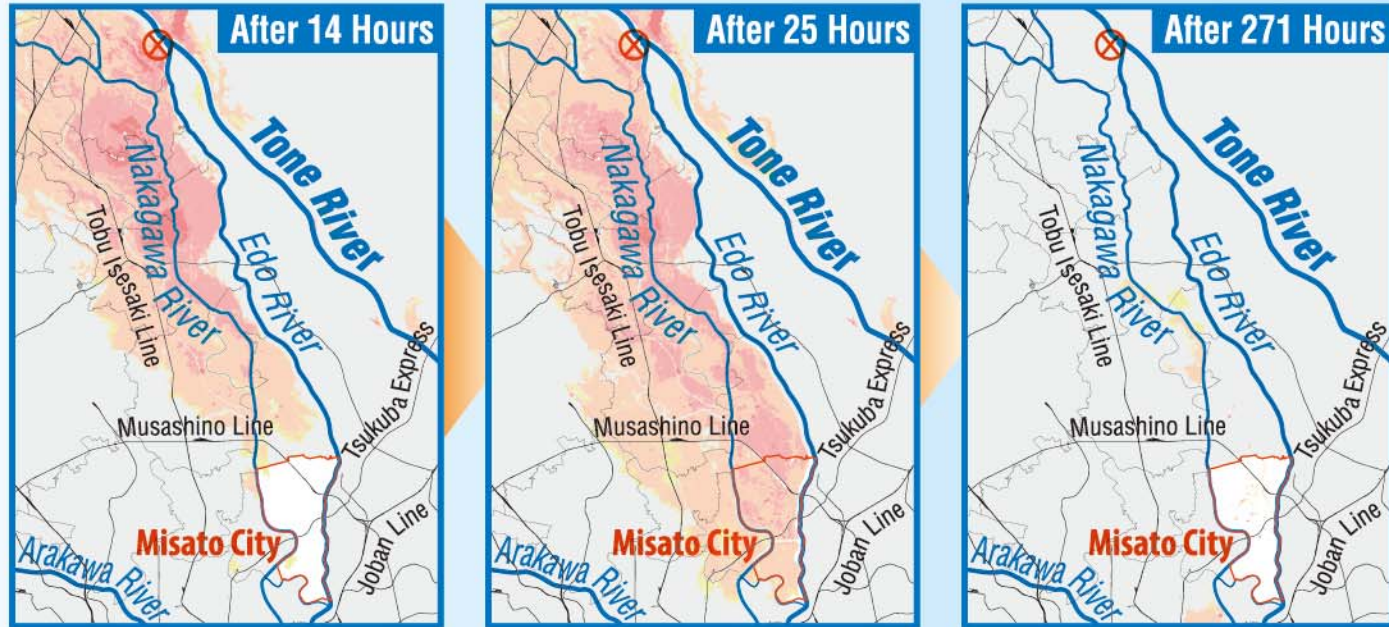 After 14 Hours
Tone River
Nakagawa River
Edo River
Tobu Isesaki Line
Tsukuba Express
Musashino Line
Misato City
Joban Line
Arakawa River
After 25 Hours
Tone River
Nakagawa River
Edo River
Tobu Isesaki Line
Tsukuba Express
Musashino Line
Misato City
Joban Line
Arakawa River
After 271 Hours
Tone River
Nakagawa River
Edo River
Tobu Isesaki Line
Tsukuba Express
Musashino Line
Misato City
Joban Line
Arakawa River